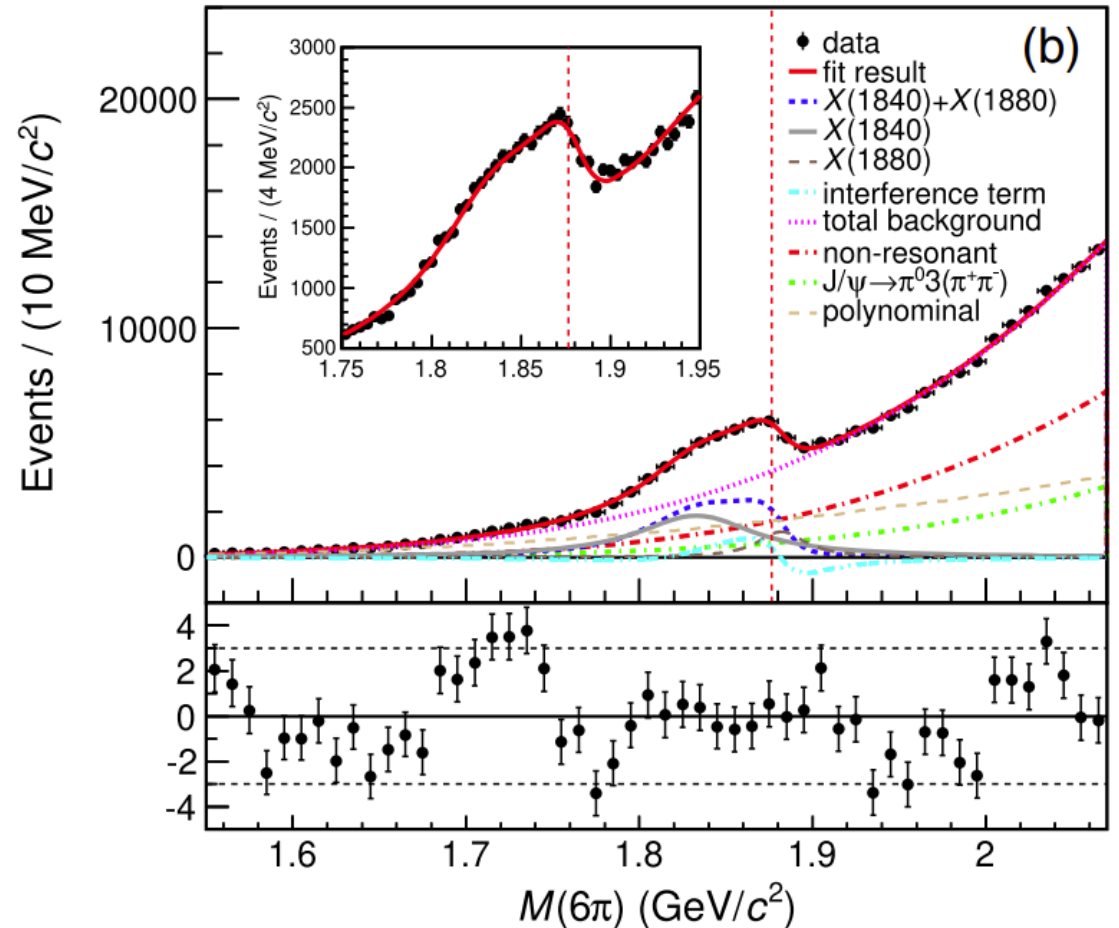 (b)
data
fit result
X(1840)+X(1880)
X(1840)
X(1880)
interference term
total background
non-resonant
J/ψ→π⁰3(π⁺π⁻)
polynominal
Events / (10 MeV/c²)
20000
10000
0
Events / (4 MeV/c²)
3000
2500
2000
1500
1000
500
1.75 1.8 1.85 1.9 1.95
4
2
0
-2
-4
1.6 1.7 1.8 1.9 2
M(6π) (GeV/c²)